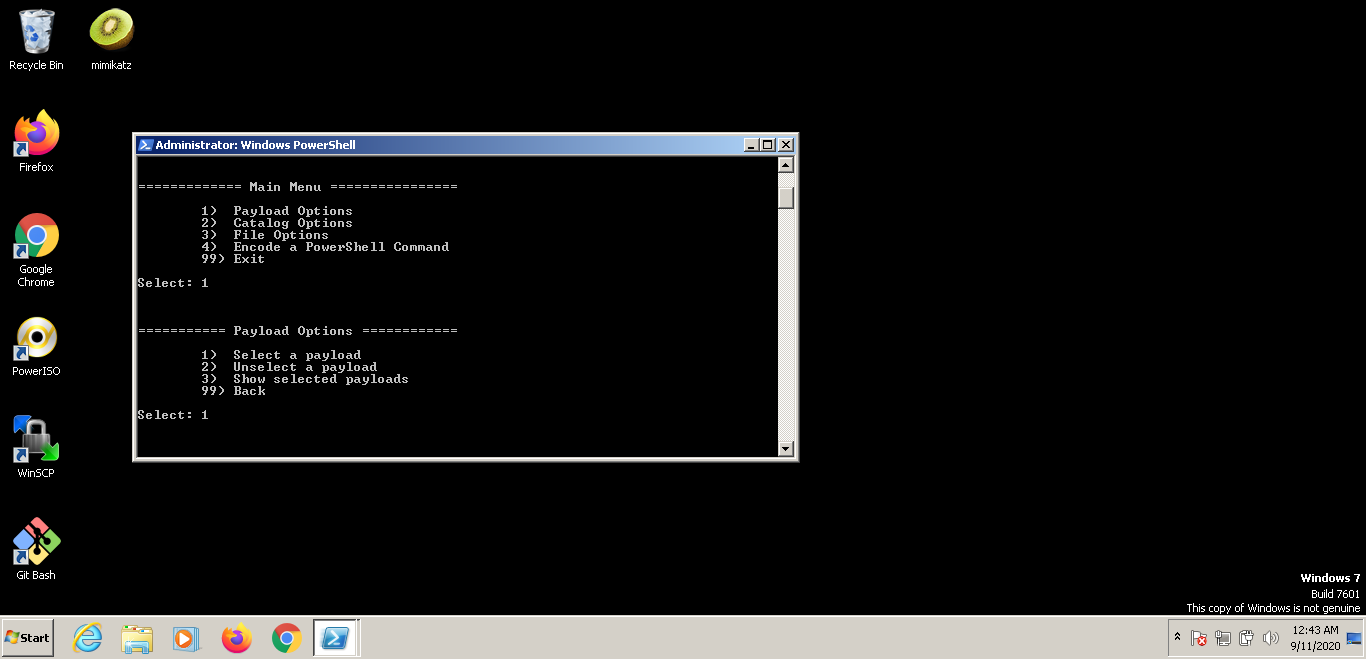 Recycle Bin
mimikatz
Firefox
Google
Chrome
PowerISO
WinSCP
Git Bash
Administrator: Windows PowerShell
============= Main Menu ================
1) Payload Options
2) Catalog Options
3) File Options
4) Encode a PowerShell Command
99) Exit
Select: 1
=========== Payload Options ============
1) Select a payload
2) Unselect a payload
3) Show selected payloads
99) Back
Select: 1
Windows 7
Build 7601
This copy of Windows is not genuine
Start
12:43 AM
9/11/2020